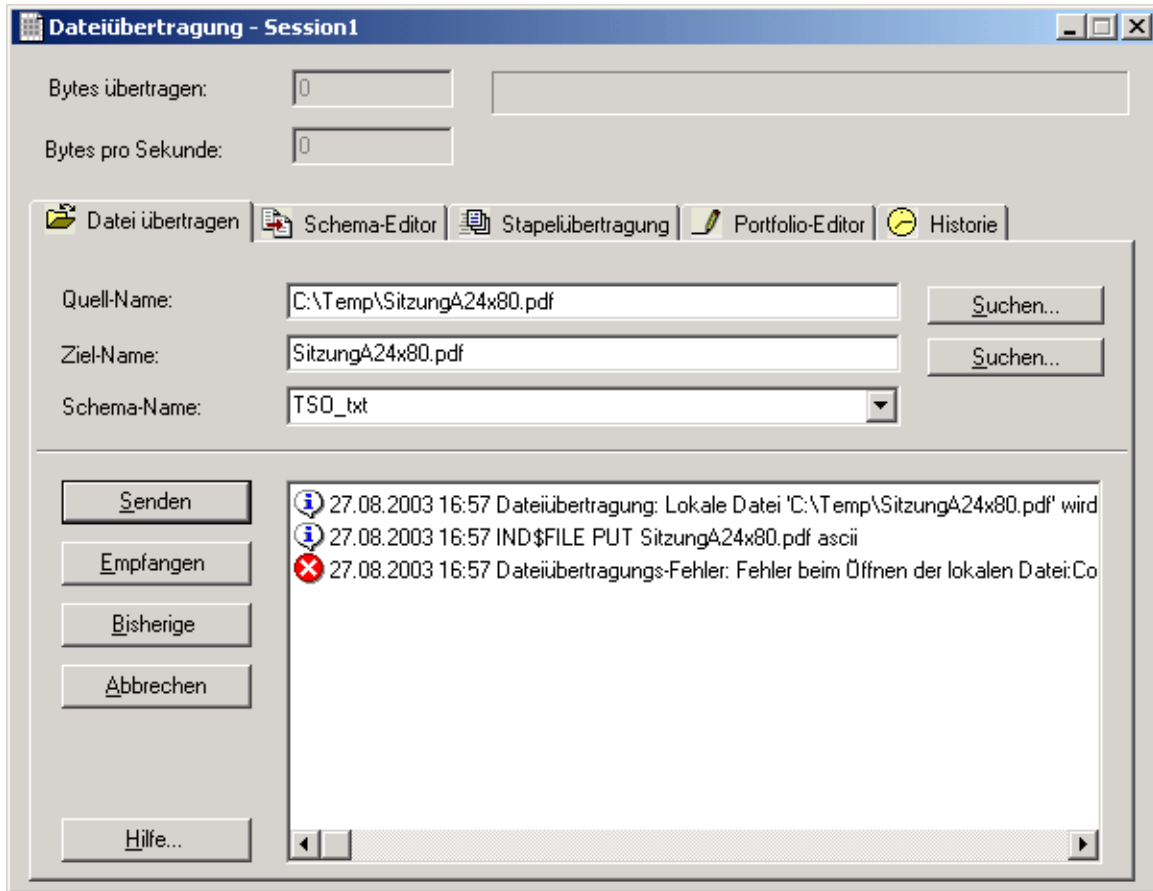 Dateiübertragung - Session1
Bytes übertragen: 0
Bytes pro Sekunde: 0
Datei übertragen Schema-Editor Stapelübertragung Portfolio-Editor Historie
Quell-Name: C:\Temp\SitzungA24x80.pdf Suchen...
Ziel-Name: SitzungA24x80.pdf Suchen...
Schema-Name: TSO_txt
Senden
Empfangen
Bisherige
Abbrechen
Hilfe...
27.08.2003 16:57 Dateiübertragung: Lokale Datei 'C:\Temp\SitzungA24x80.pdf' wird
27.08.2003 16:57 IND$FILE PUT SitzungA24x80.pdf ascii
27.08.2003 16:57 Dateiübertragungs-Fehler: Fehler beim Öffnen der lokalen Datei:Co